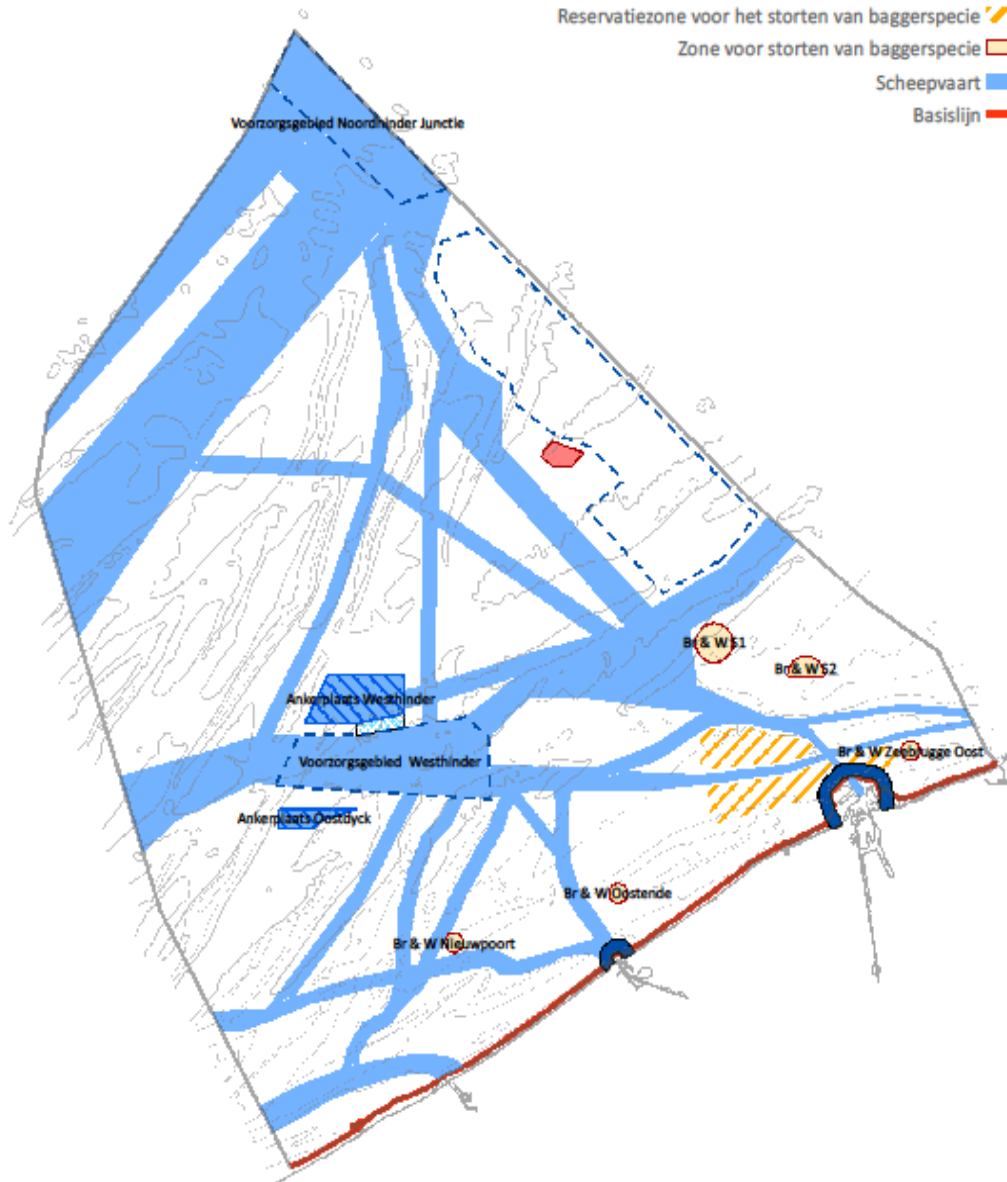 Reservatiezone voor het storten van baggerspecie
Zone voor storten van baggerspecie
Scheepvaart
Basislijn
Voorzorgsgebied Noordhinder Junctie
Br & W S1
Br & W S2
Ankerplaats Westhinder
Br & W Zeebrugge Oost
Voorzorgsgebied Westhinder
Ankerplaats Oostdyck
Br & W Oostende
Br & W Nieuwpoort